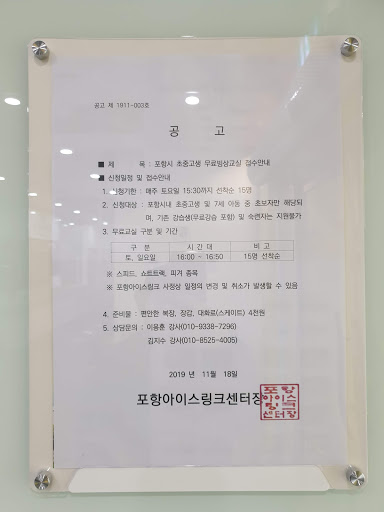 공고 제 1911-003호
공 고
■ 제 목 : 포항시 초중고생 무료빙상교실 접수안내
■ 신청일정 및 접수안내
1. 신청기한 : 매주 토요일 15:30까지 선착순 15명
2. 신청대상 : 포항시내 초중고생 및 7세 아동 중 초보자만 해당되
며, 기존 강습생(무료강습 포함) 및 숙련자는 지원불가
3. 무료교실 구분 및 기간
구 분 시 간 대 비 고
토, 일요일 16:00 ~ 16:50 15명 선착순
※ 스피드, 쇼트트랙, 피겨 종목
※ 포항아이스링크 사정상 일정의 변경 및 취소가 발생할 수 있음
4. 준비물 : 편안한 복장, 장갑, 대화료(스케이트) 4천원
5. 상담문의 : 이용훈 강사(010-9338-7296)
김지수 강사(010-8525-4005)
2019 년 11월 18일
포항아이스링크센터장
포항
아이스
링크
센터장